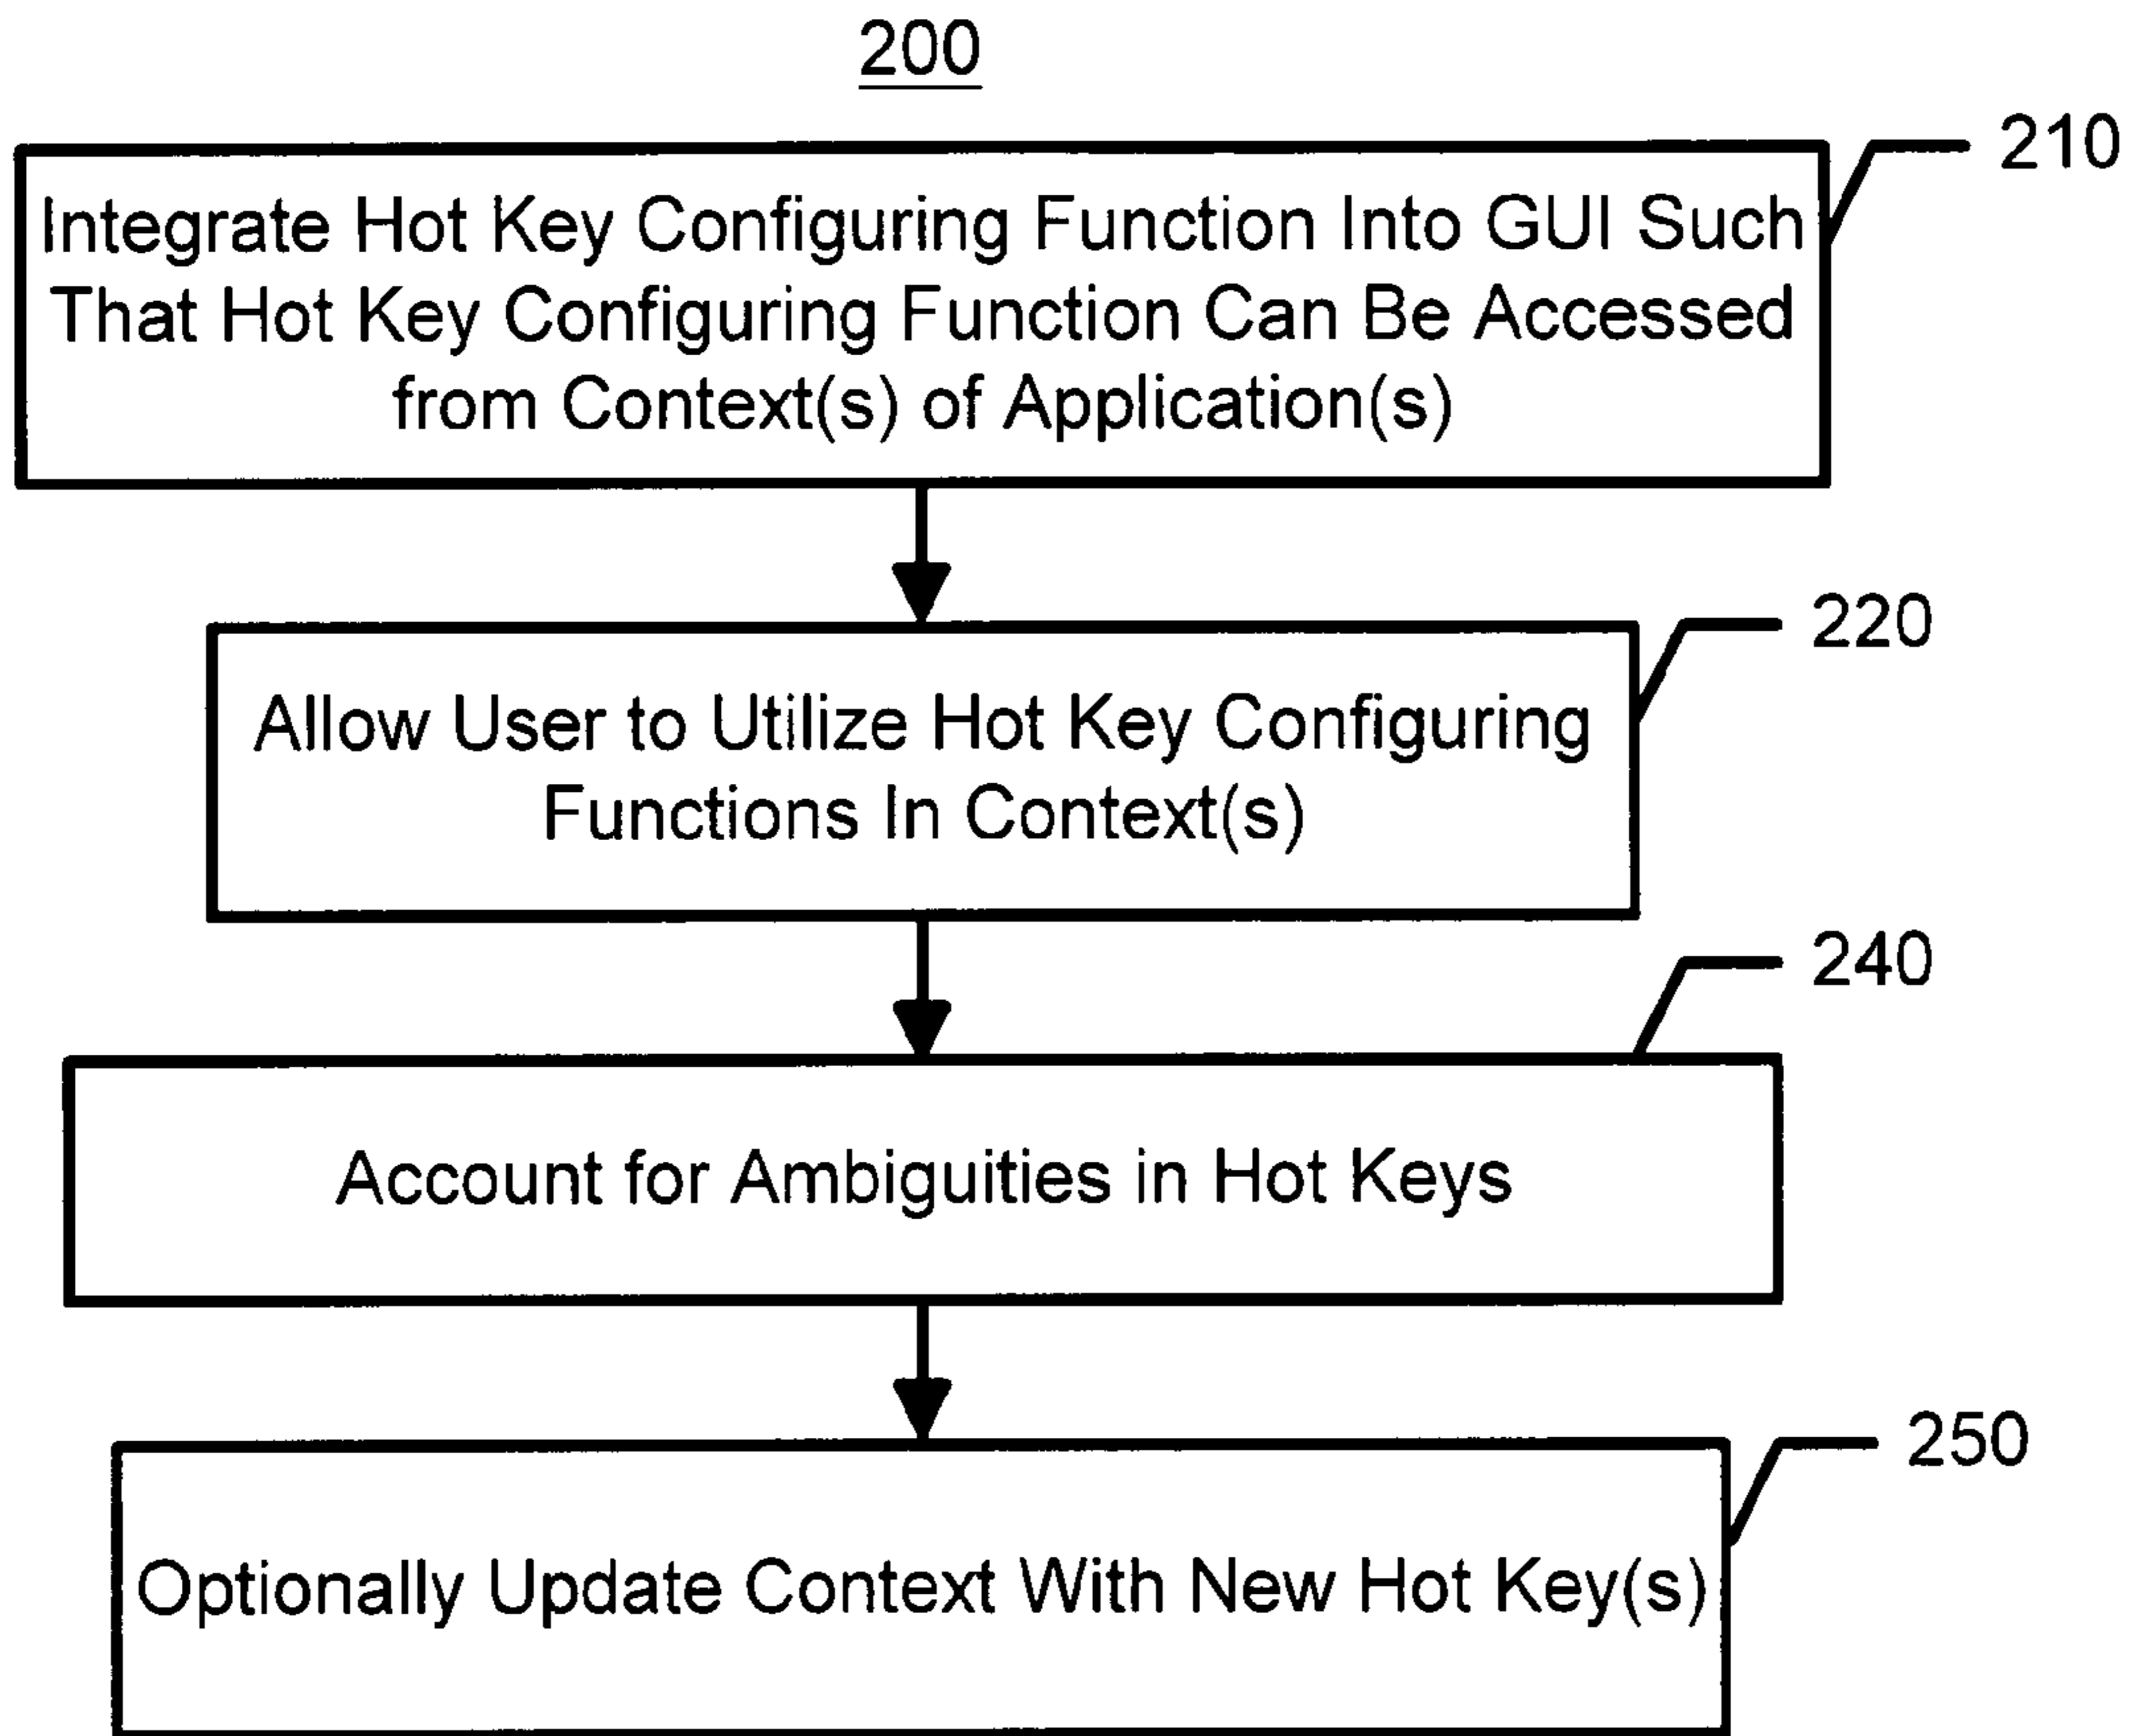 200
210
Integrate Hot Key Configuring Function Into GUI Such
That Hot Key Configuring Function Can Be Accessed
from Context(s) of Application(s)
220
Allow User to Utilize Hot Key Configuring
Functions In Context(s)
240
Account for Ambiguities in Hot Keys
250
Optionally Update Context With New Hot Key(s)